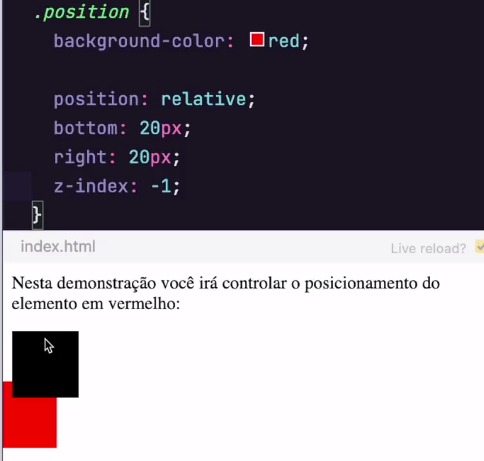 .position {
background-color: red;
position: relative;
bottom: 20px;
right: 20px;
z-index: -1;
}
index.html
Live reload?
Nesta demonstração você irá controlar o posicionamento do
elemento em vermelho: